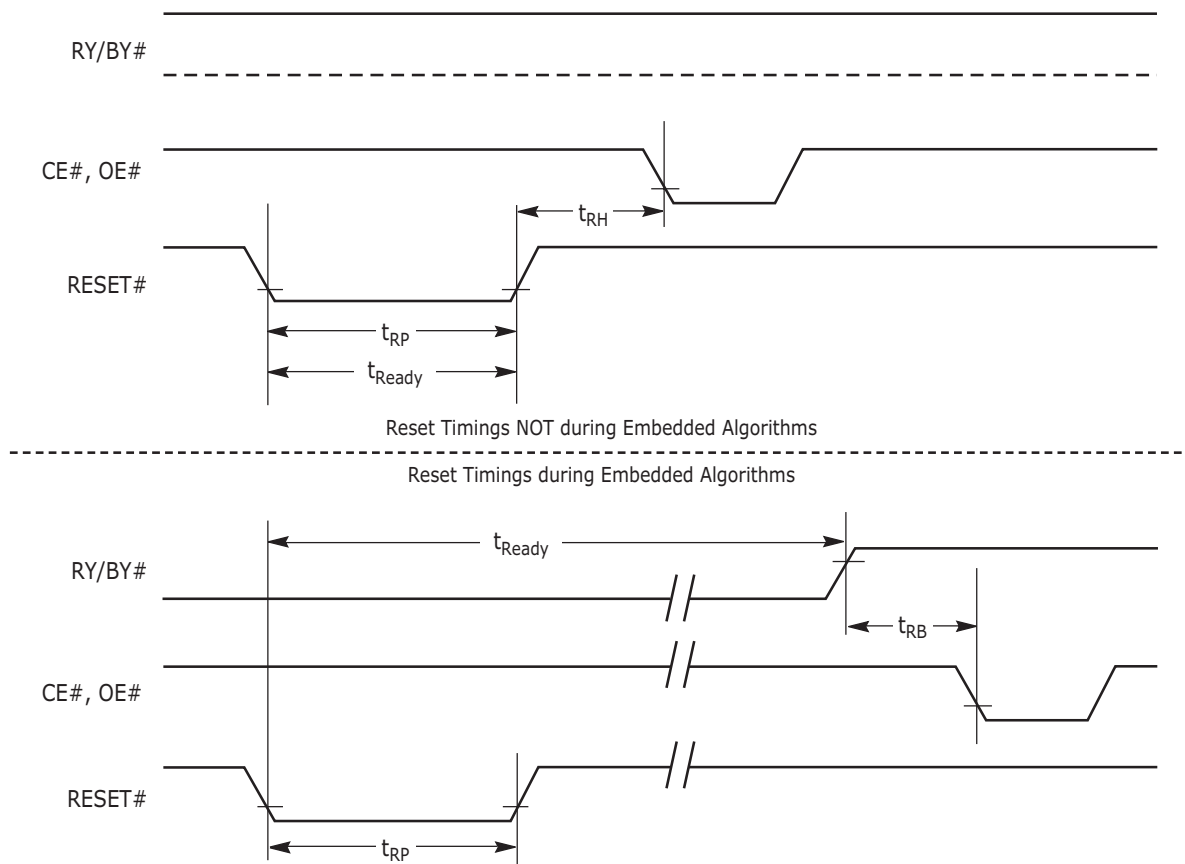 RY/BY#
CE#, OE#
tRH
RESET#
tRP
tReady
Reset Timings NOT during Embedded Algorithms
Reset Timings during Embedded Algorithms
tReady
RY/BY#
tRB
CE#, OE#
RESET#
tRP